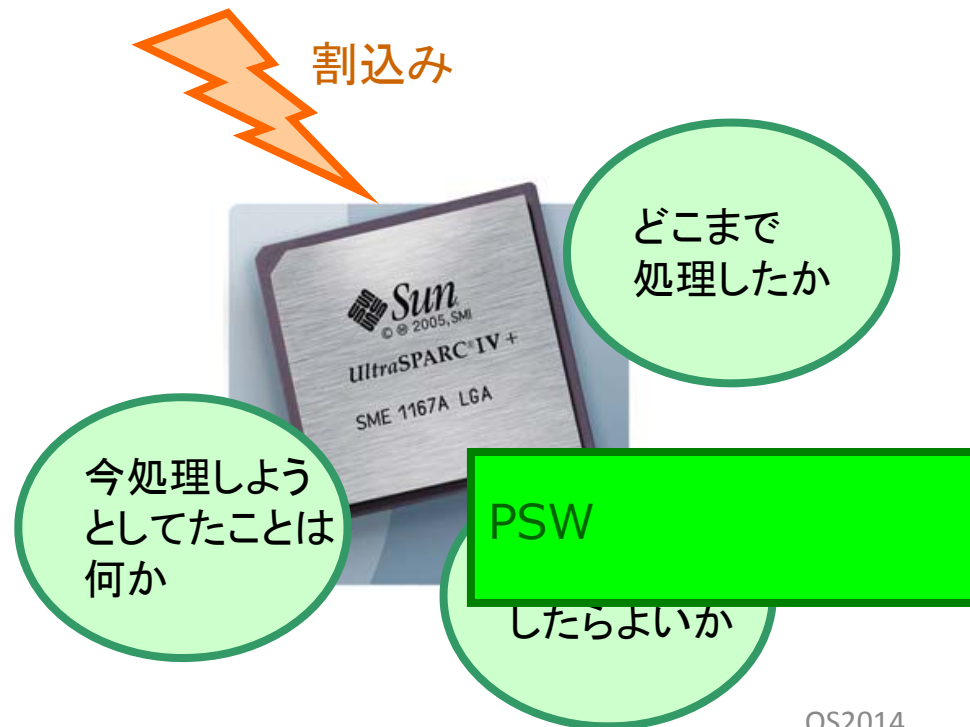 割込み
どこまで
処理したか
Sun
© Ⓜ 2005, SMI
UltraSPARC®IV+
SME 1167A LGA
今処理しよう
としてたことは
何か
PSW
したらよいか
OS2014